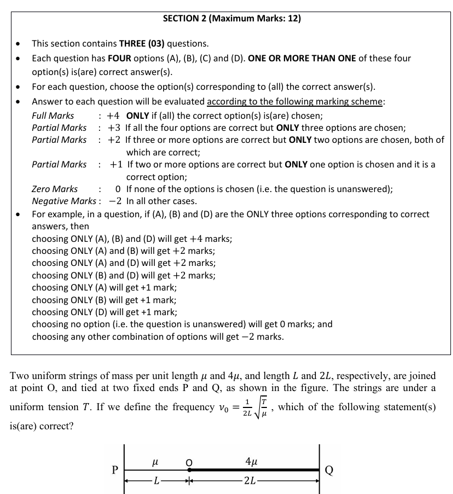 SECTION 2 (Maximum Marks: 12)
• This section contains THREE (03) questions.
• Each question has FOUR options (A), (B), (C) and (D). ONE OR MORE THAN ONE of these four
option(s) is(are) correct answer(s).
• For each question, choose the option(s) corresponding to (all) the correct answer(s).
• Answer to each question will be evaluated according to the following marking scheme:
Full Marks : +4 ONLY if (all) the correct option(s) is(are) chosen;
Partial Marks : +3 If all the four options are correct but ONLY three options are chosen;
Partial Marks : +2 If three or more options are correct but ONLY two options are chosen, both of
which are correct;
Partial Marks : +1 If two or more options are correct but ONLY one option is chosen and it is a
correct option;
Zero Marks : 0 If none of the options is chosen (i.e. the question is unanswered);
Negative Marks : −2 In all other cases.
• For example, in a question, if (A), (B) and (D) are the ONLY three options corresponding to correct
answers, then
choosing ONLY (A), (B) and (D) will get +4 marks;
choosing ONLY (A) and (B) will get +2 marks;
choosing ONLY (A) and (D) will get +2 marks;
choosing ONLY (B) and (D) will get +2 marks;
choosing ONLY (A) will get +1 mark;
choosing ONLY (B) will get +1 mark;
choosing ONLY (D) will get +1 mark;
choosing no option (i.e. the question is unanswered) will get 0 marks; and
choosing any other combination of options will get −2 marks.
Two uniform strings of mass per unit length μ and 4μ, and length L and 2L, respectively, are joined
at point O, and tied at two fixed ends P and Q, as shown in the figure. The strings are under a
uniform tension T. If we define the frequency ν₀ = 1/2L √(T/μ) , which of the following statement(s)
is(are) correct?
μ O 4μ
P Q
L 2L